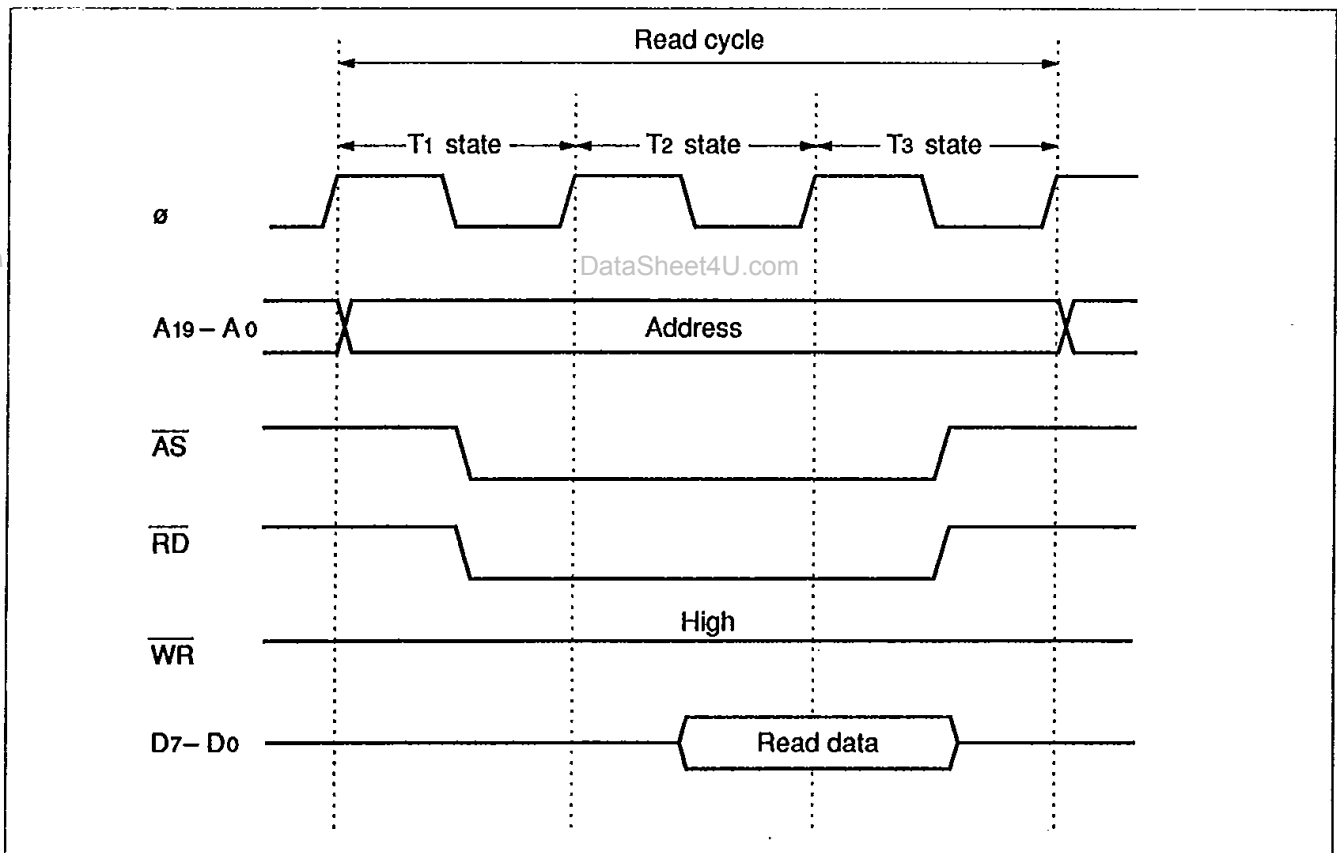 Read cycle
T1 state T2 state T3 state
ø
DataSheet4U.com
A19 – A0 Address
AS
RD
High
WR
D7 – D0 Read data